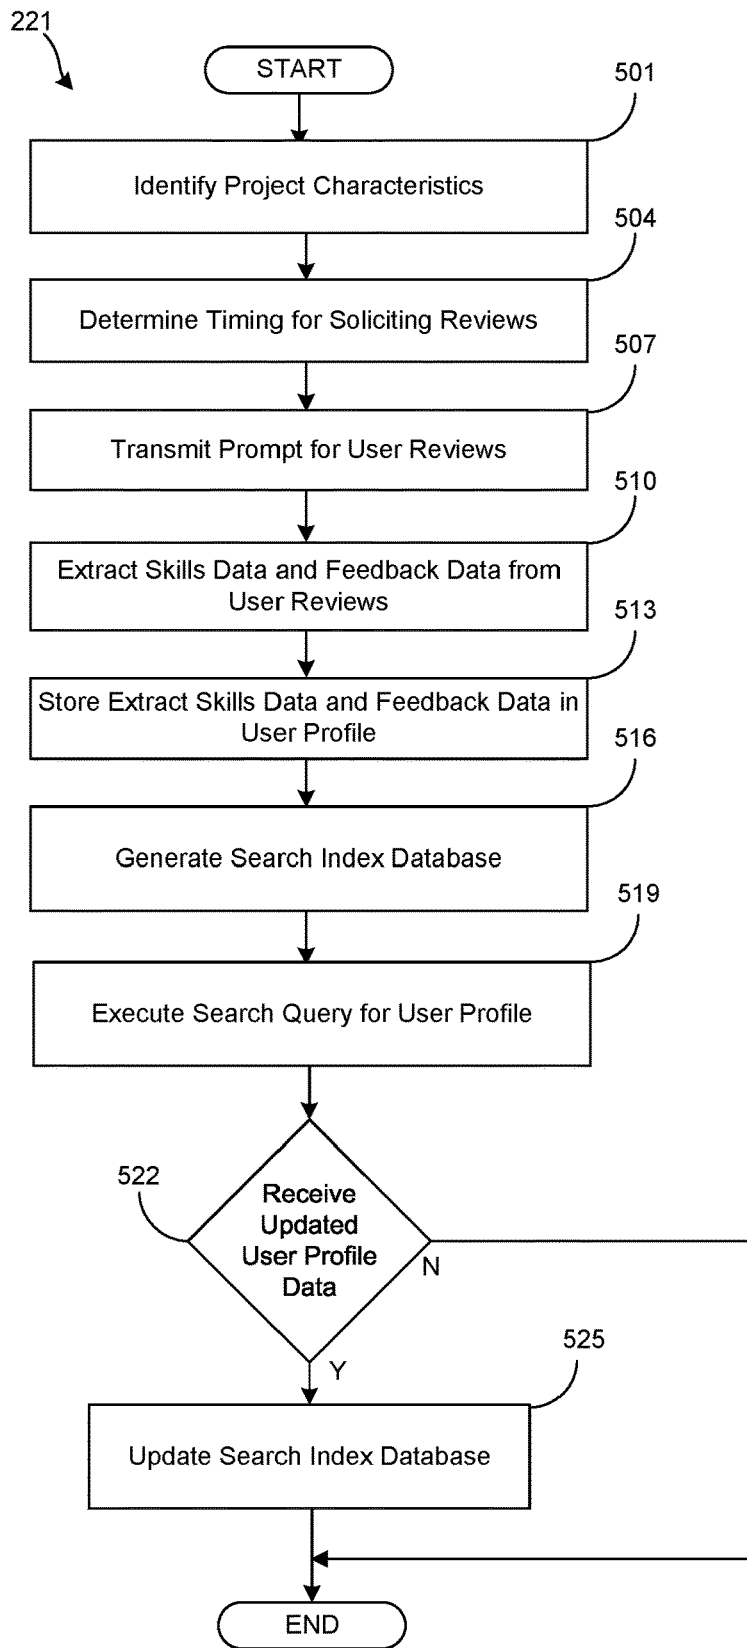 221
START
501
Identify Project Characteristics
504
Determine Timing for Soliciting Reviews
507
Transmit Prompt for User Reviews
510
Extract Skills Data and Feedback Data from
User Reviews
513
Store Extract Skills Data and Feedback Data in
User Profile
516
Generate Search Index Database
519
Execute Search Query for User Profile
522
Receive
Updated
User Profile
Data
N
Y
525
Update Search Index Database
END